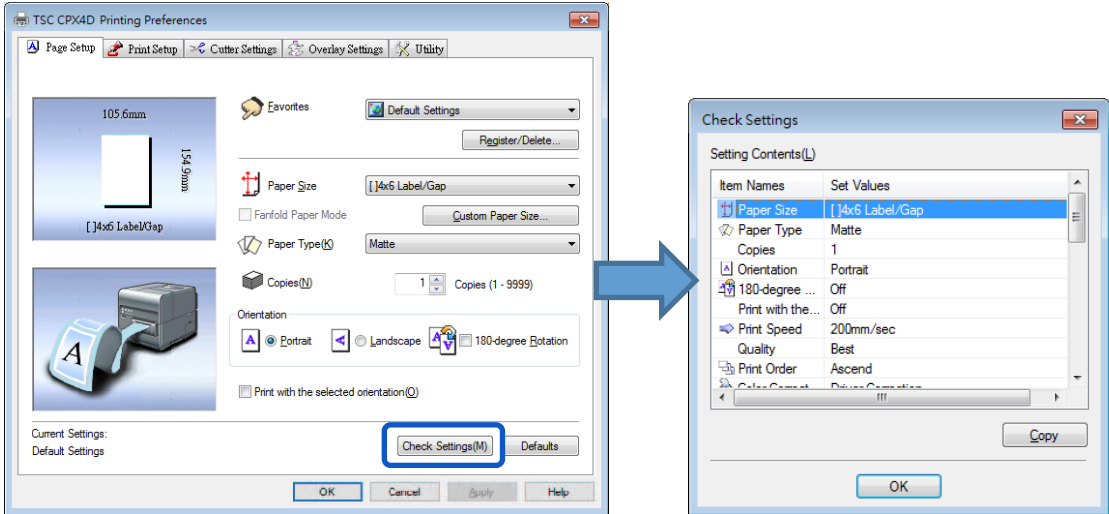 TSC CPX4D Printing Preferences
Page Setup Print Setup Cutter Settings Overlay Settings Utility
105.6mm
154.9mm
[ ]4x6 Label/Gap
A
Favorites Default Settings
Register/Delete...
Paper Size [ ]4x6 Label/Gap
Fanfold Paper Mode Custom Paper Size...
Paper Type(K) Matte
Copies(N) 1 Copies (1 - 9999)
Orientation
Portrait Landscape 180-degree Rotation
Print with the selected orientation(O)
Current Settings:
Default Settings
Check Settings(M) Defaults
OK Cancel Apply Help
Check Settings
Setting Contents(L)
Item Names Set Values
Paper Size [ ]4x6 Label/Gap
Paper Type Matte
Copies 1
Orientation Portrait
180-degree ... Off
Print with the... Off
Print Speed 200mm/sec
Quality Best
Print Order Ascend
Copy
OK